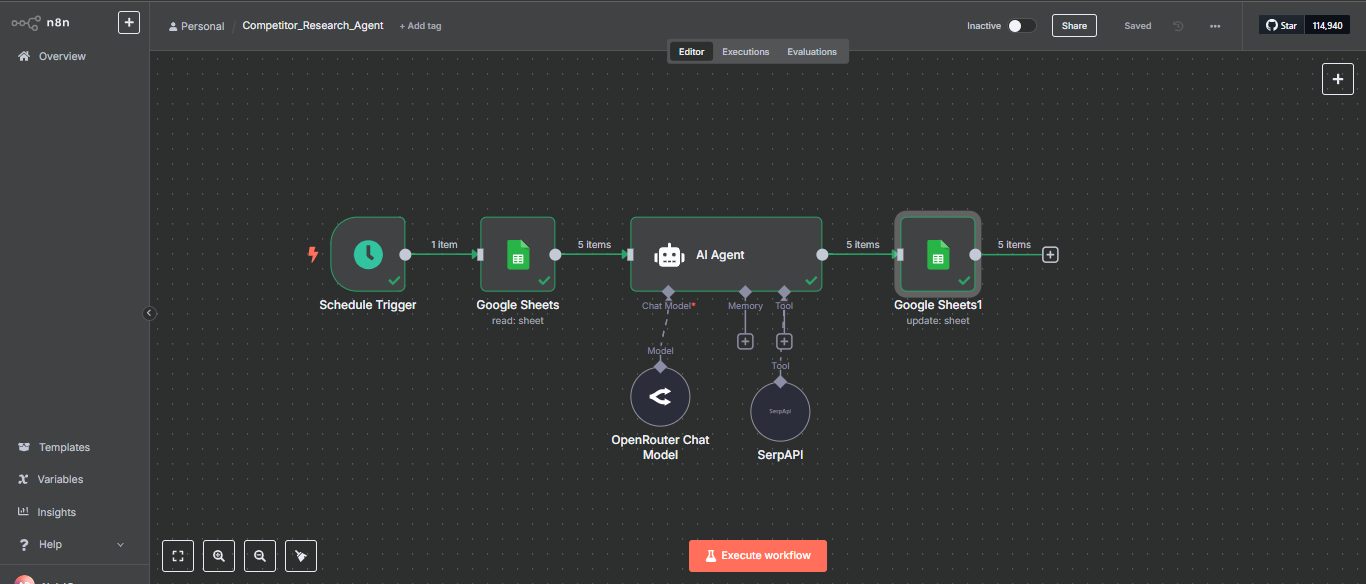 n8n
+
Personal / Competitor_Research_Agent + Add tag
Inactive
Share
Saved
...
Star 114,940
Overview
Editor Executions Evaluations
+
1 item
5 items
AI Agent
5 items
5 items
Schedule Trigger
Google Sheets
read: sheet
Chat Model*
Memory
Tool
Google Sheets1
update: sheet
Model
Tool
SerpApi
OpenRouter Chat
Model
SerpAPI
Templates
Variables
Insights
? Help
Execute workflow